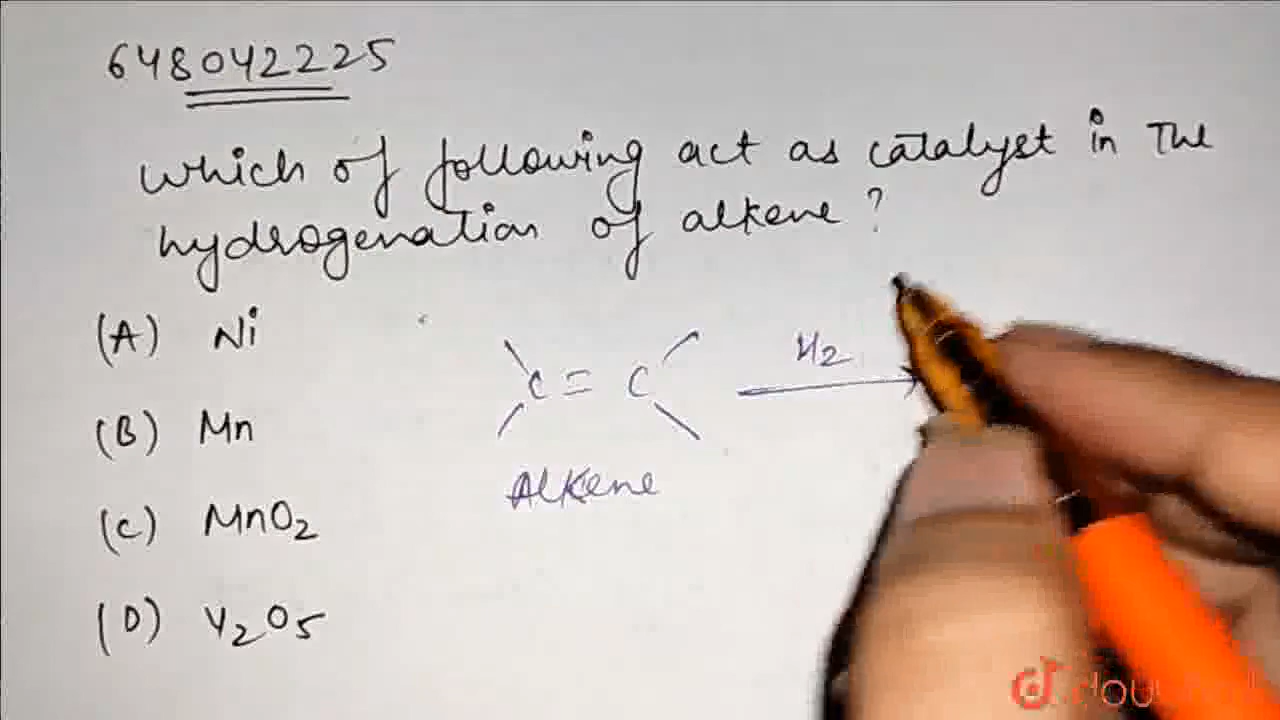 648042225
Which of following act as catalyst in The
hydrogenation of alkene ?
(A) Ni
(B) Mn
(C) MnO2
(D) V2O5
C = C
H2
Alkene